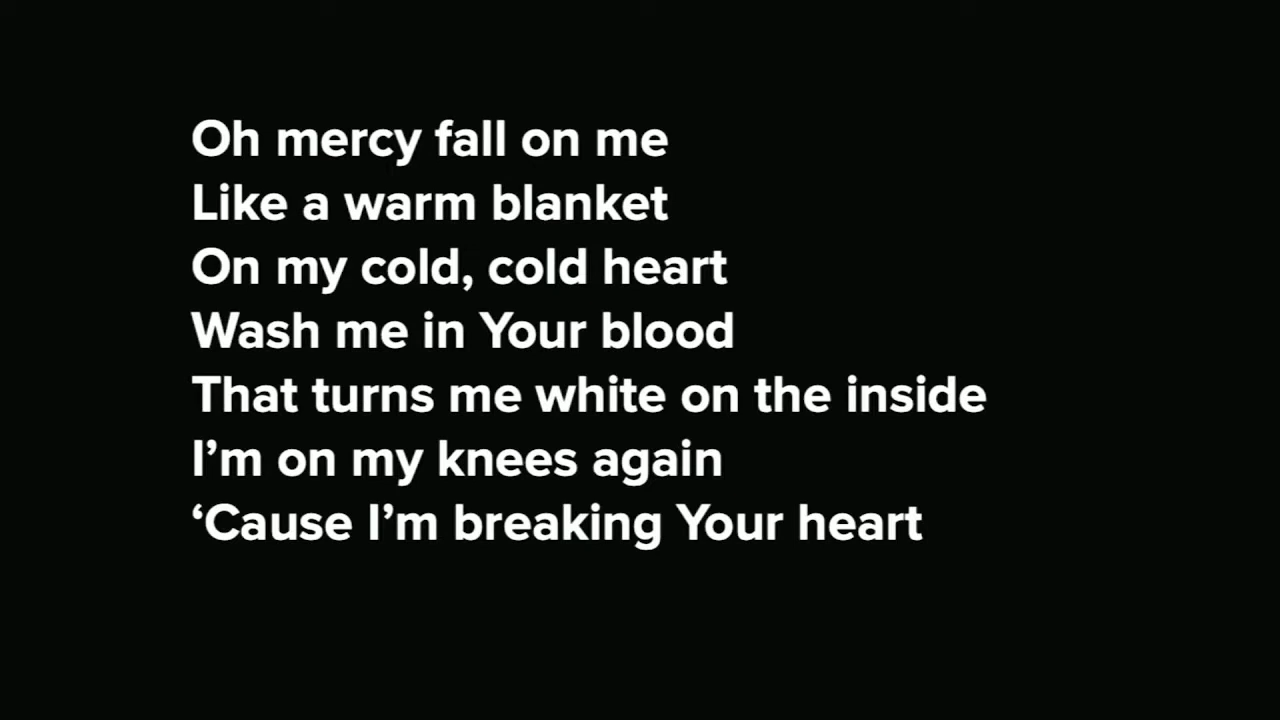 Oh mercy fall on me
Like a warm blanket
On my cold, cold heart
Wash me in Your blood
That turns me white on the inside
I’m on my knees again
‘Cause I’m breaking Your heart